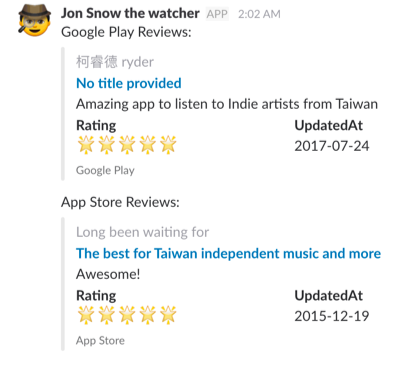 Jon Snow the watcher APP 2:02 AM
Google Play Reviews:
柯睿德 ryder
No title provided
Amazing app to listen to Indie artists from Taiwan
Rating UpdatedAt
2017-07-24
Google Play
App Store Reviews:
Long been waiting for
The best for Taiwan independent music and more
Awesome!
Rating UpdatedAt
2015-12-19
App Store